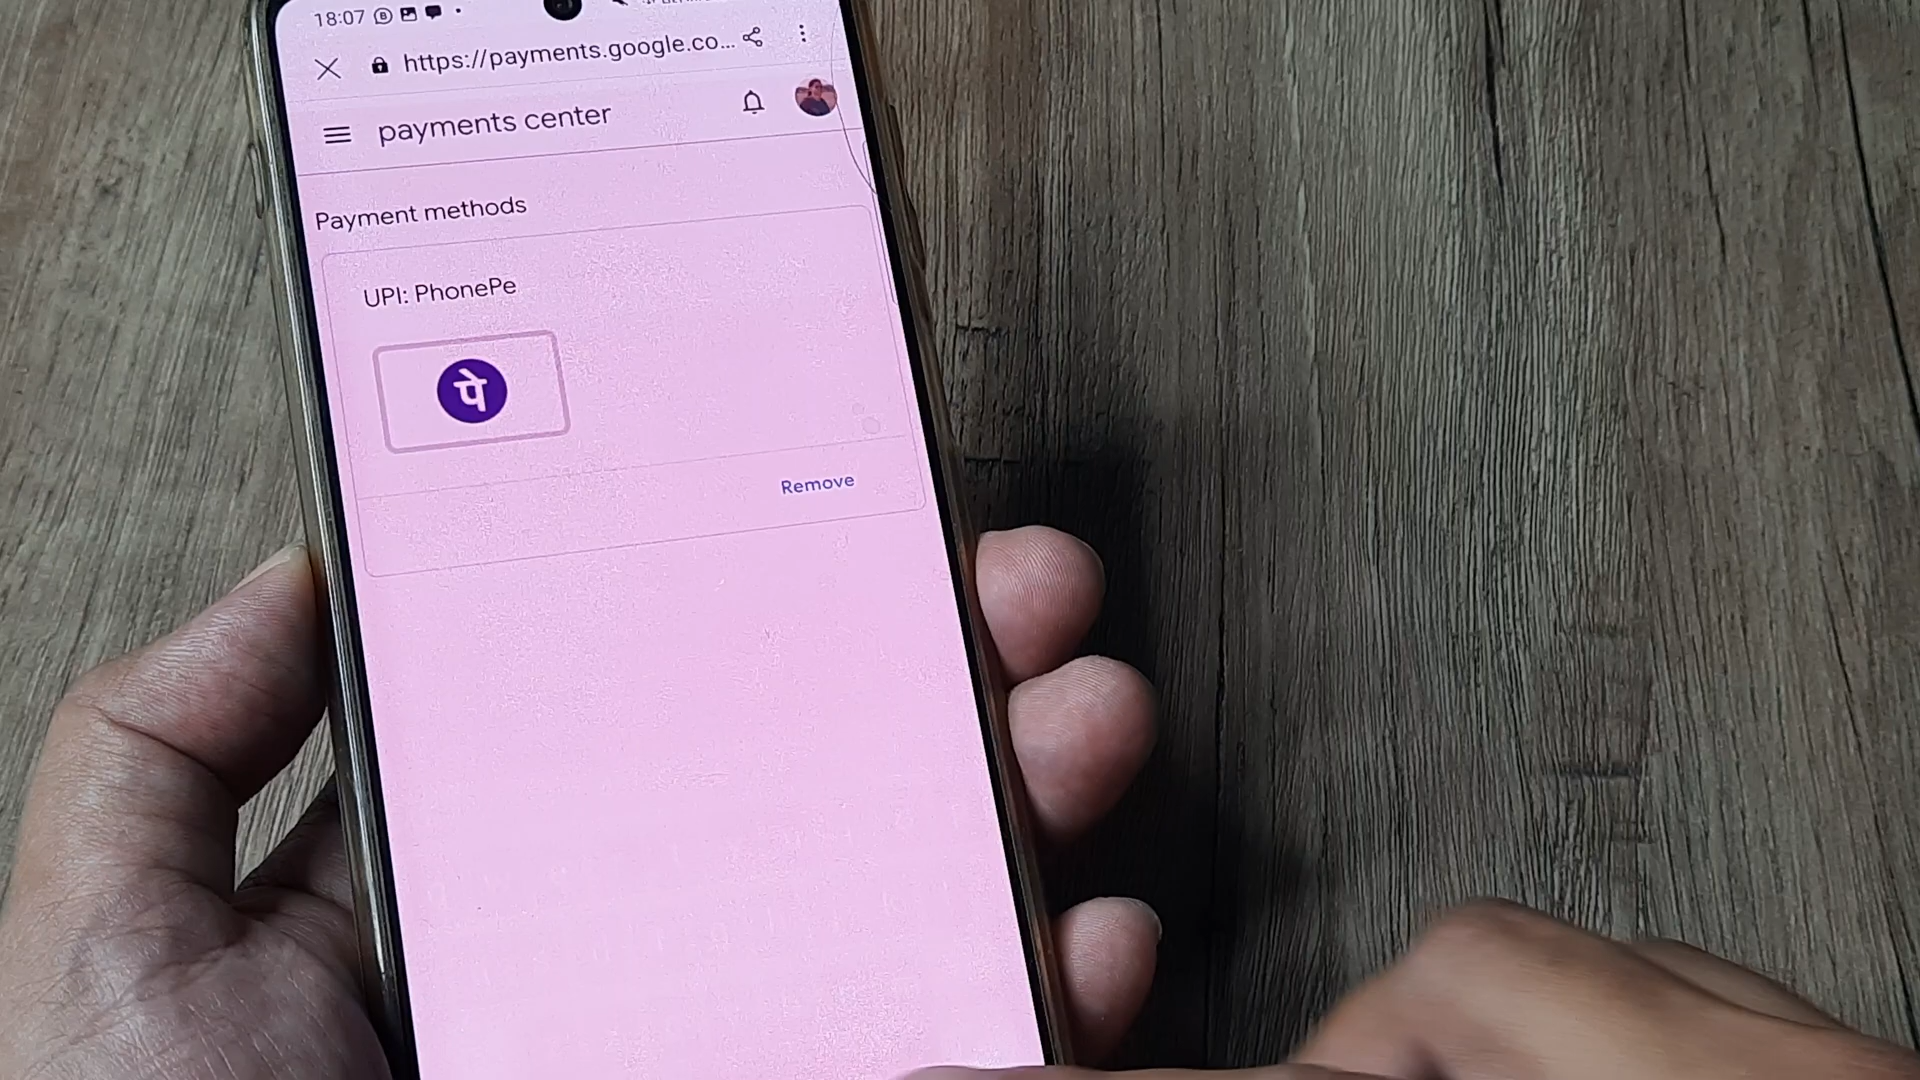 18:07
https://payments.google.co...
payments center
Payment methods
UPI: PhonePe
पे
Remove